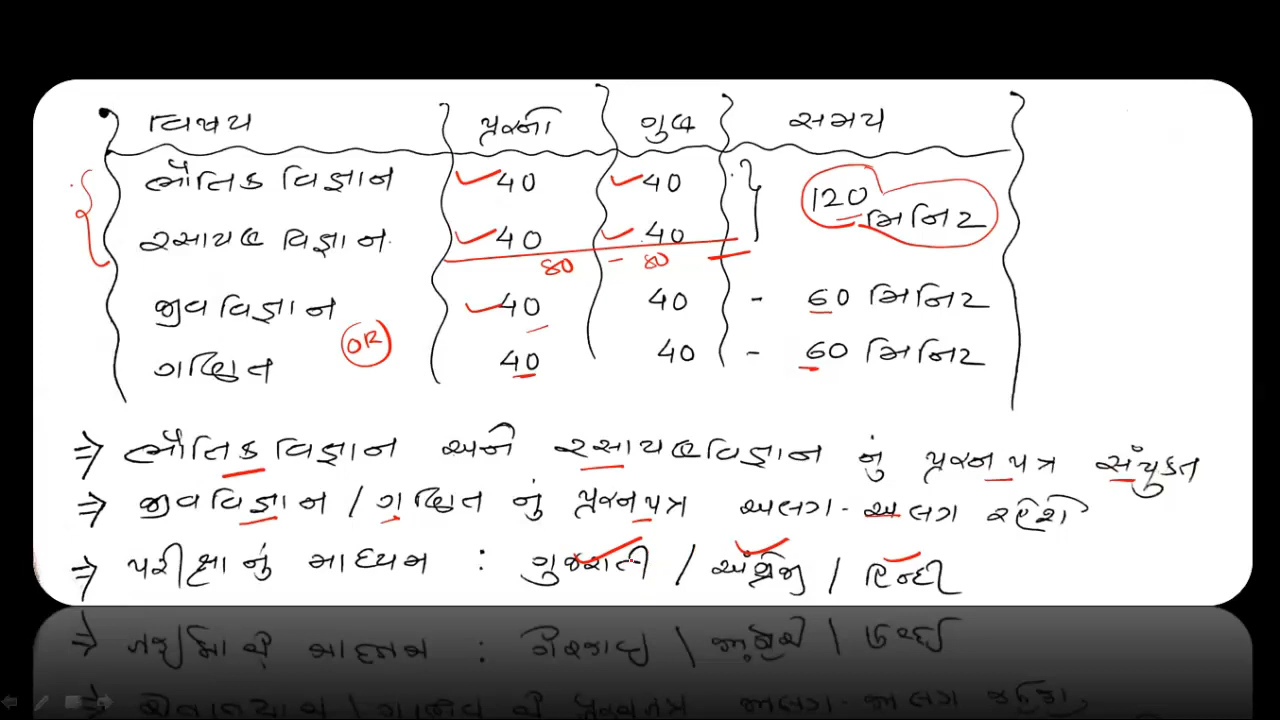 વિષય પ્રશ્નો ગુણ સમય
ભૌતિક વિજ્ઞાન 40 40
120 મિનિટ
રસાયણ વિજ્ઞાન 40 40
80 - 80
જીવ વિજ્ઞાન 40 40 - 60 મિનિટ
OR
ગણિત 40 40 - 60 મિનિટ
⇒ ભૌતિક વિજ્ઞાન અને રસાયણવિજ્ઞાન નું પ્રશ્નપત્ર સંયુક્ત
⇒ જીવવિજ્ઞાન / ગણિત નું પ્રશ્નપત્ર અલગ-અલગ રહેશે
⇒ પરીક્ષાનું માધ્યમ : ગુજરાતી / અંગ્રેજી / હિન્દી